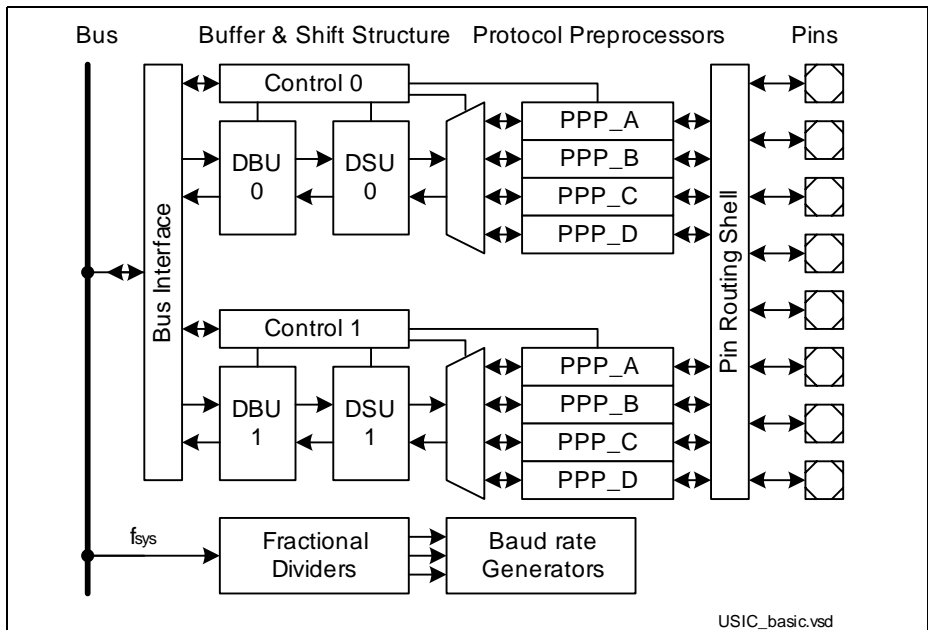 Bus
Buffer & Shift Structure
Protocol Preprocessors
Pins
Bus Interface
Control 0
DBU
0
DSU
0
PPP_A
PPP_B
PPP_C
PPP_D
Control 1
DBU
1
DSU
1
PPP_A
PPP_B
PPP_C
PPP_D
Pin Routing Shell
fsys
Fractional
Dividers
Baud rate
Generators
USIC_basic.vsd